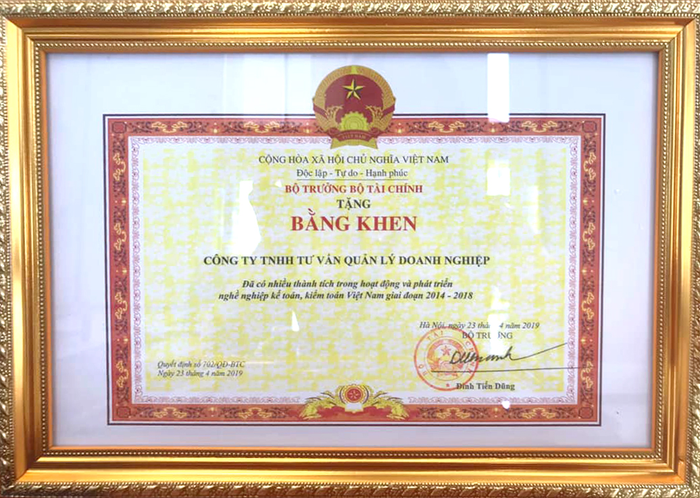 CỘNG HÒA XÃ HỘI CHỦ NGHĨA VIỆT NAM
Độc lập - Tự do - Hạnh phúc
BỘ TRƯỞNG BỘ TÀI CHÍNH
TẶNG
BẰNG KHEN
CÔNG TY TNHH TƯ VẤN QUẢN LÝ DOANH NGHIỆP
Đã có nhiều thành tích trong hoạt động và phát triển
nghề nghiệp kế toán, kiểm toán Việt Nam giai đoạn 2014 - 2018
Hà Nội, ngày 23 tháng 4 năm 2019
BỘ TRƯỞNG
Quyết định số 702/QĐ-BTC
Ngày 23 tháng 4 năm 2019
Đinh Tiến Dũng